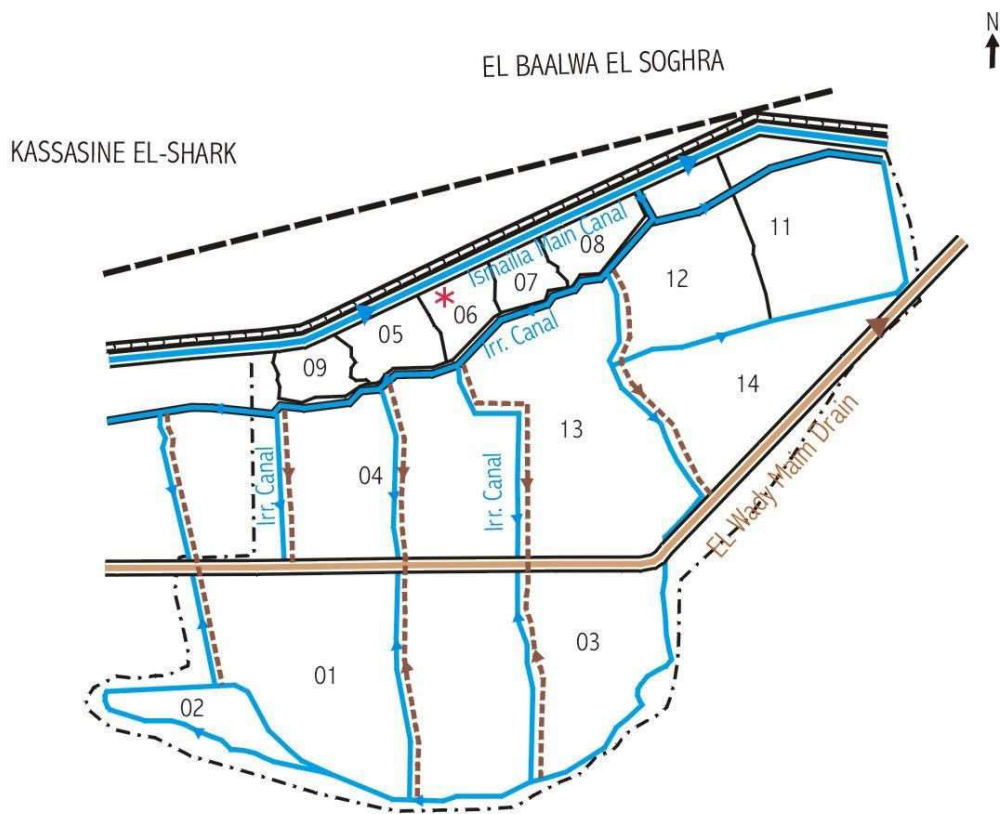 N
EL BAALWA EL SOGHRA
KASSASINE EL-SHARK
Ismailia Main Canal
11
08
07
12
06
05
Irr. Canal
09
14
13
04
Irr. Canal
Irr. Canal
EL Wady Maim Drain
03
01
02